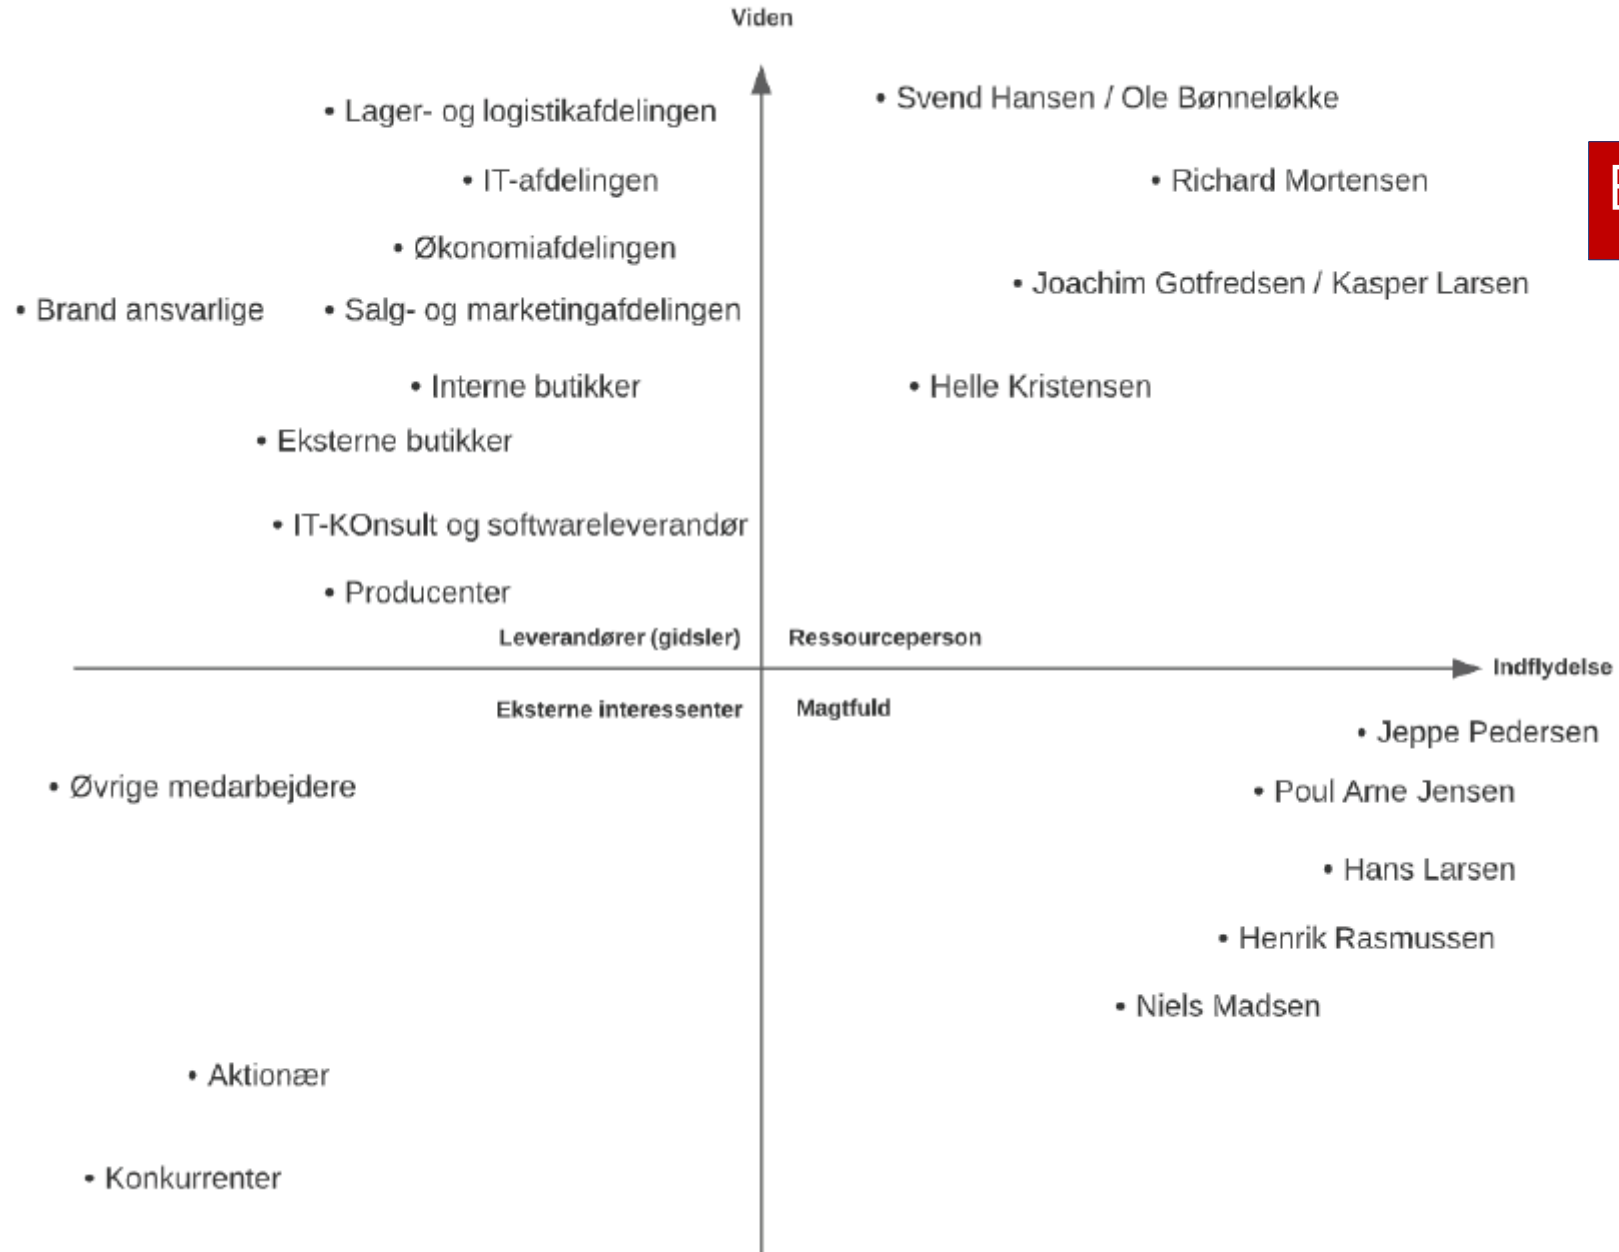 Viden
• Lager- og logistikafdelingen
• Svend Hansen / Ole Bønneløkke
• IT-afdelingen
• Richard Mortensen
• Økonomiafdelingen
• Joachim Gotfredsen / Kasper Larsen
• Brand ansvarlige
• Salg- og marketingafdelingen
• Interne butikker
• Helle Kristensen
• Eksterne butikker
• IT-KOnsult og softwareleverandør
• Producenter
Leverandører (gidsler)
Ressourceperson
Indflydelse
Eksterne interessenter
Magtfuld
• Jeppe Pedersen
• Øvrige medarbejdere
• Poul Arne Jensen
• Hans Larsen
• Henrik Rasmussen
• Niels Madsen
• Aktionær
• Konkurrenter